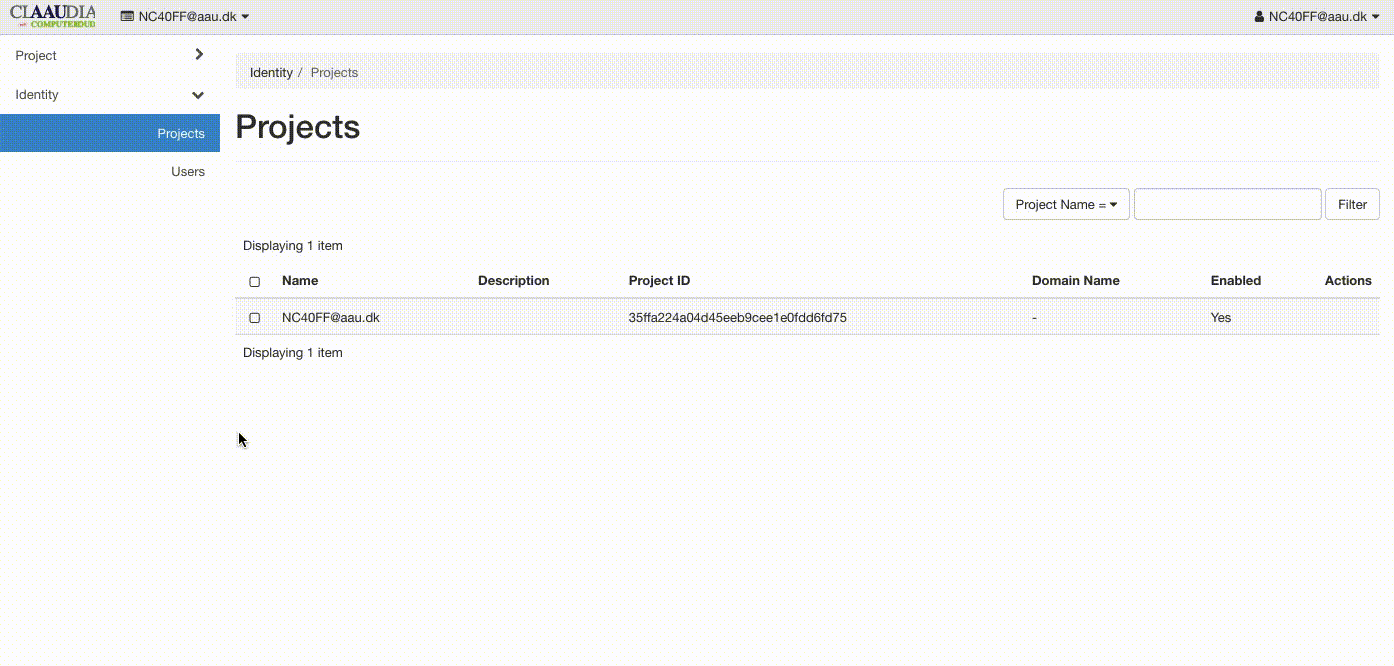 CLAAUDIA NC40FF@aau.dk NC40FF@aau.dk
COMPUTECLOUD
Project
Identity
Projects
Users
Identity / Projects
Projects
Project Name = Filter
Displaying 1 item
Name Description Project ID Domain Name Enabled Actions
NC40FF@aau.dk 35ffa224a04d45eeb9cee1e0fdd6fd75 - Yes
Displaying 1 item